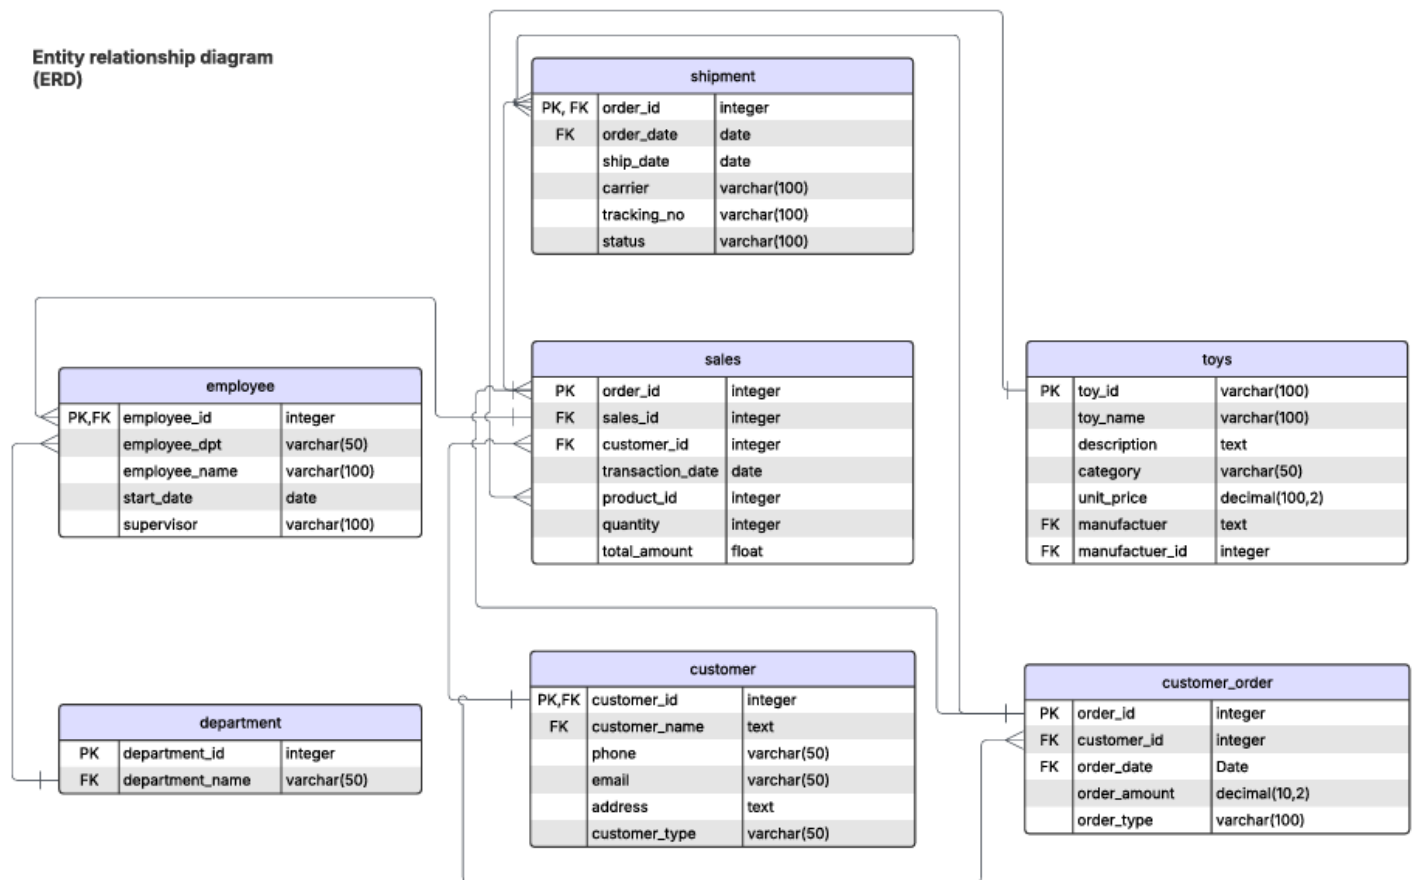 Entity relationship diagram
(ERD)
shipment
PK, FK order_id integer
FK order_date date
ship_date date
carrier varchar(100)
tracking_no varchar(100)
status varchar(100)
employee
PK,FK employee_id integer
employee_dpt varchar(50)
employee_name varchar(100)
start_date date
supervisor varchar(100)
sales
PK order_id integer
FK sales_id integer
FK customer_id integer
transaction_date date
product_id integer
quantity integer
total_amount float
toys
PK toy_id varchar(100)
toy_name varchar(100)
description text
category varchar(50)
unit_price decimal(100,2)
FK manufactuer text
FK manufactuer_id integer
department
PK department_id integer
FK department_name varchar(50)
customer
PK,FK customer_id integer
FK customer_name text
phone varchar(50)
email varchar(50)
address text
customer_type varchar(50)
customer_order
PK order_id integer
FK customer_id integer
FK order_date Date
order_amount decimal(10,2)
order_type varchar(100)